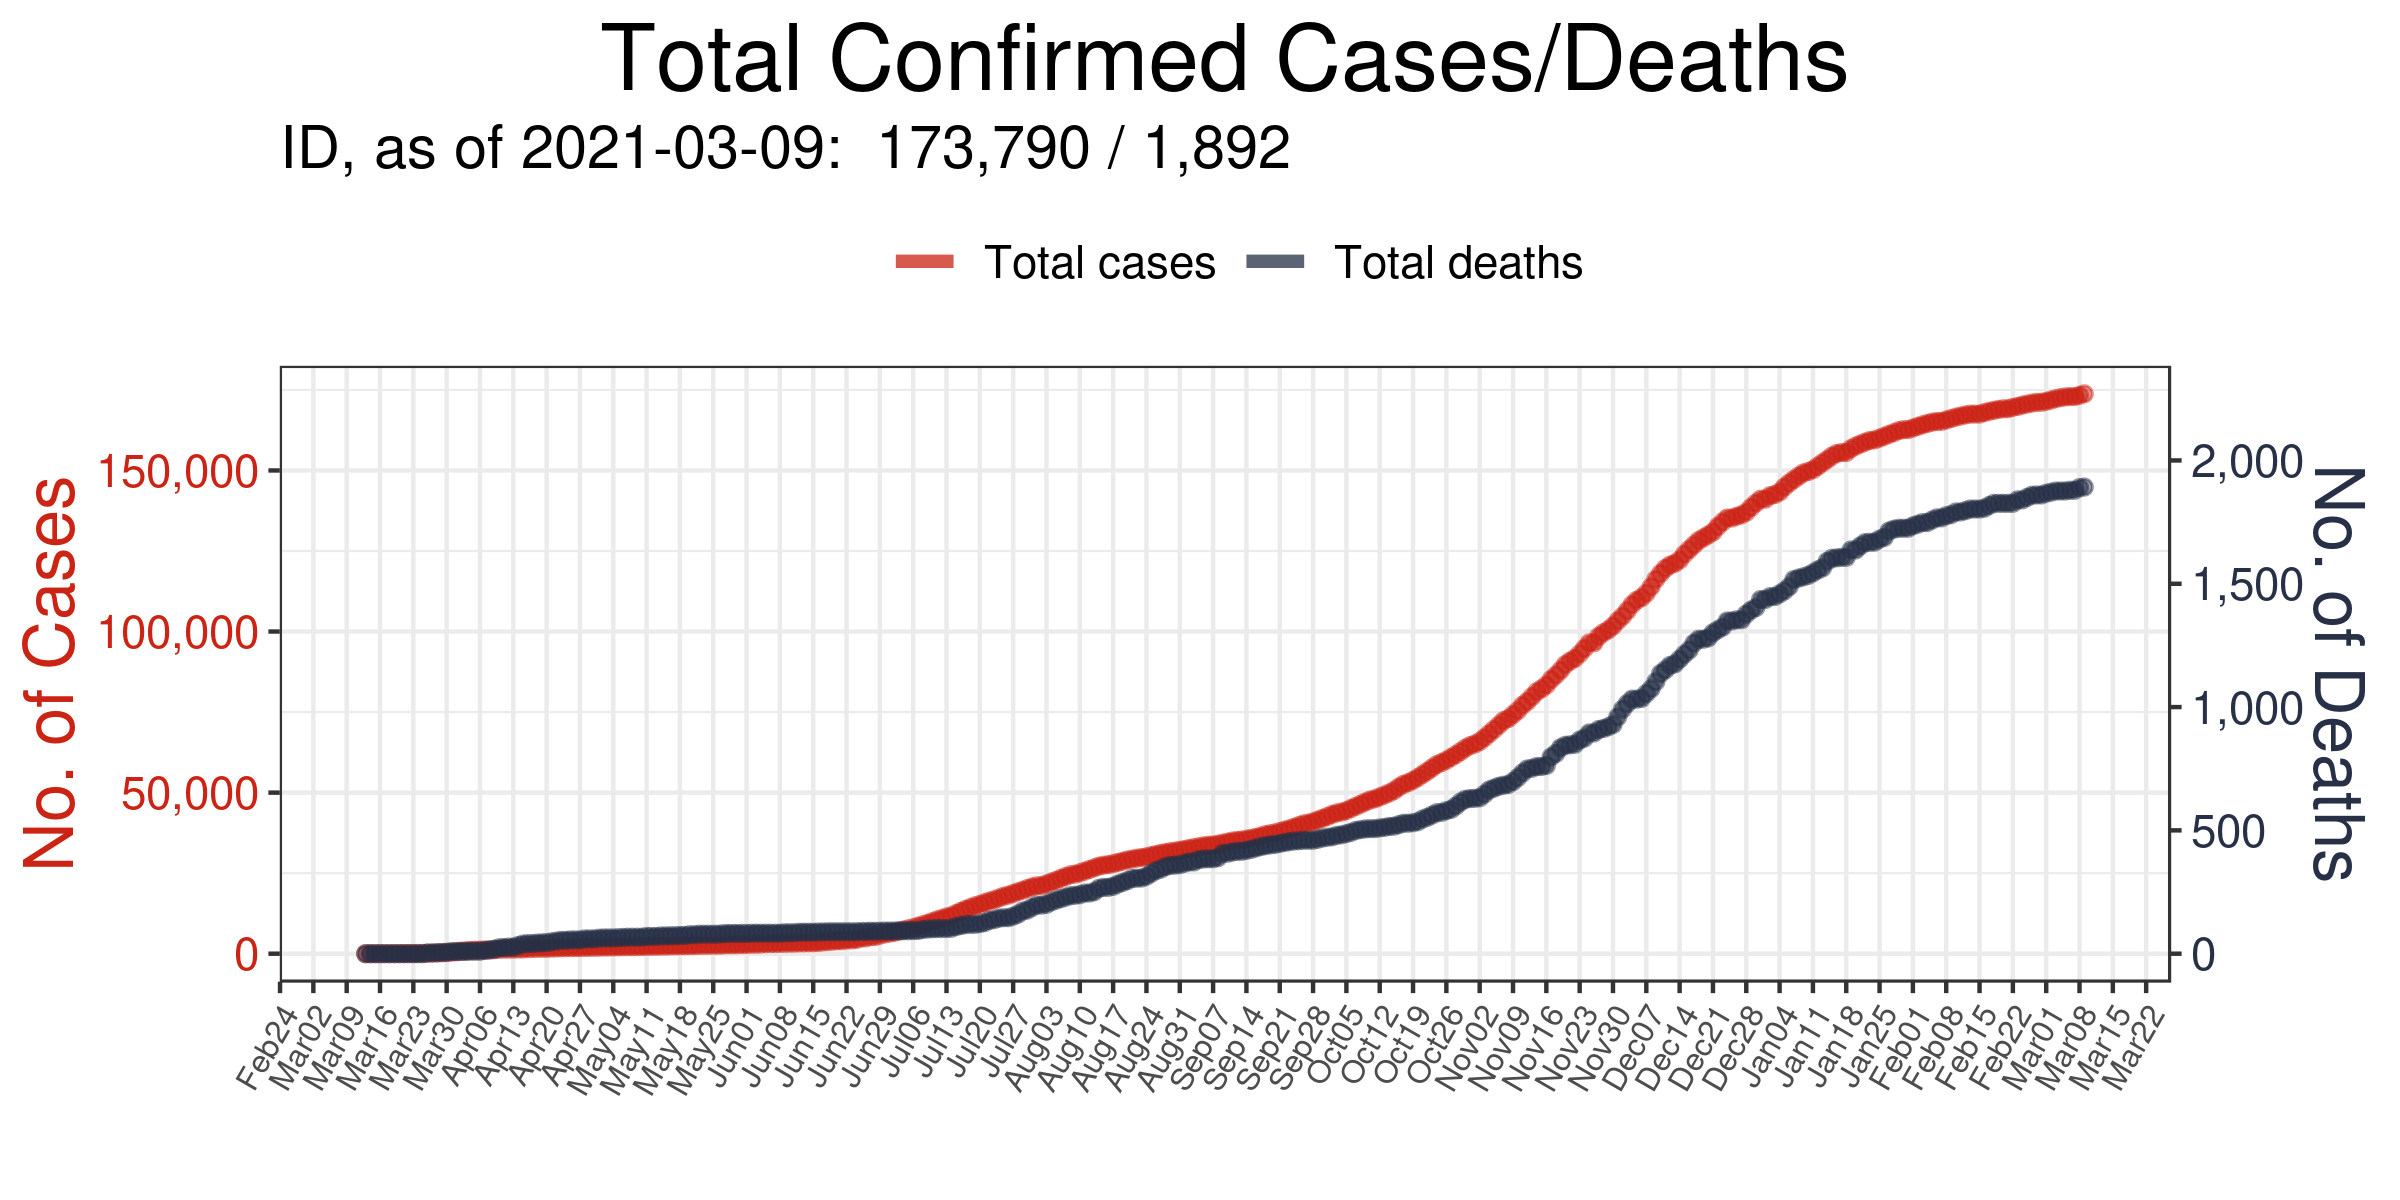 Total Confirmed Cases/Deaths
ID, as of 2021-03-09:  173,790 / 1,892
Total cases
Total deaths
No. of Cases
150,000
100,000
50,000
0
2,000
1,500
1,000
500
0
No. of Deaths
Feb24
Mar02
Mar09
Mar16
Mar23
Mar30
Apr06
Apr13
Apr20
Apr27
May04
May11
May18
May25
Jun01
Jun08
Jun15
Jun22
Jun29
Jul06
Jul13
Jul20
Jul27
Aug03
Aug10
Aug17
Aug24
Aug31
Sep07
Sep14
Sep21
Sep28
Oct05
Oct12
Oct19
Oct26
Nov02
Nov09
Nov16
Nov23
Nov30
Dec07
Dec14
Dec21
Dec28
Jan04
Jan11
Jan18
Jan25
Feb01
Feb08
Feb15
Feb22
Mar01
Mar08
Mar15
Mar22